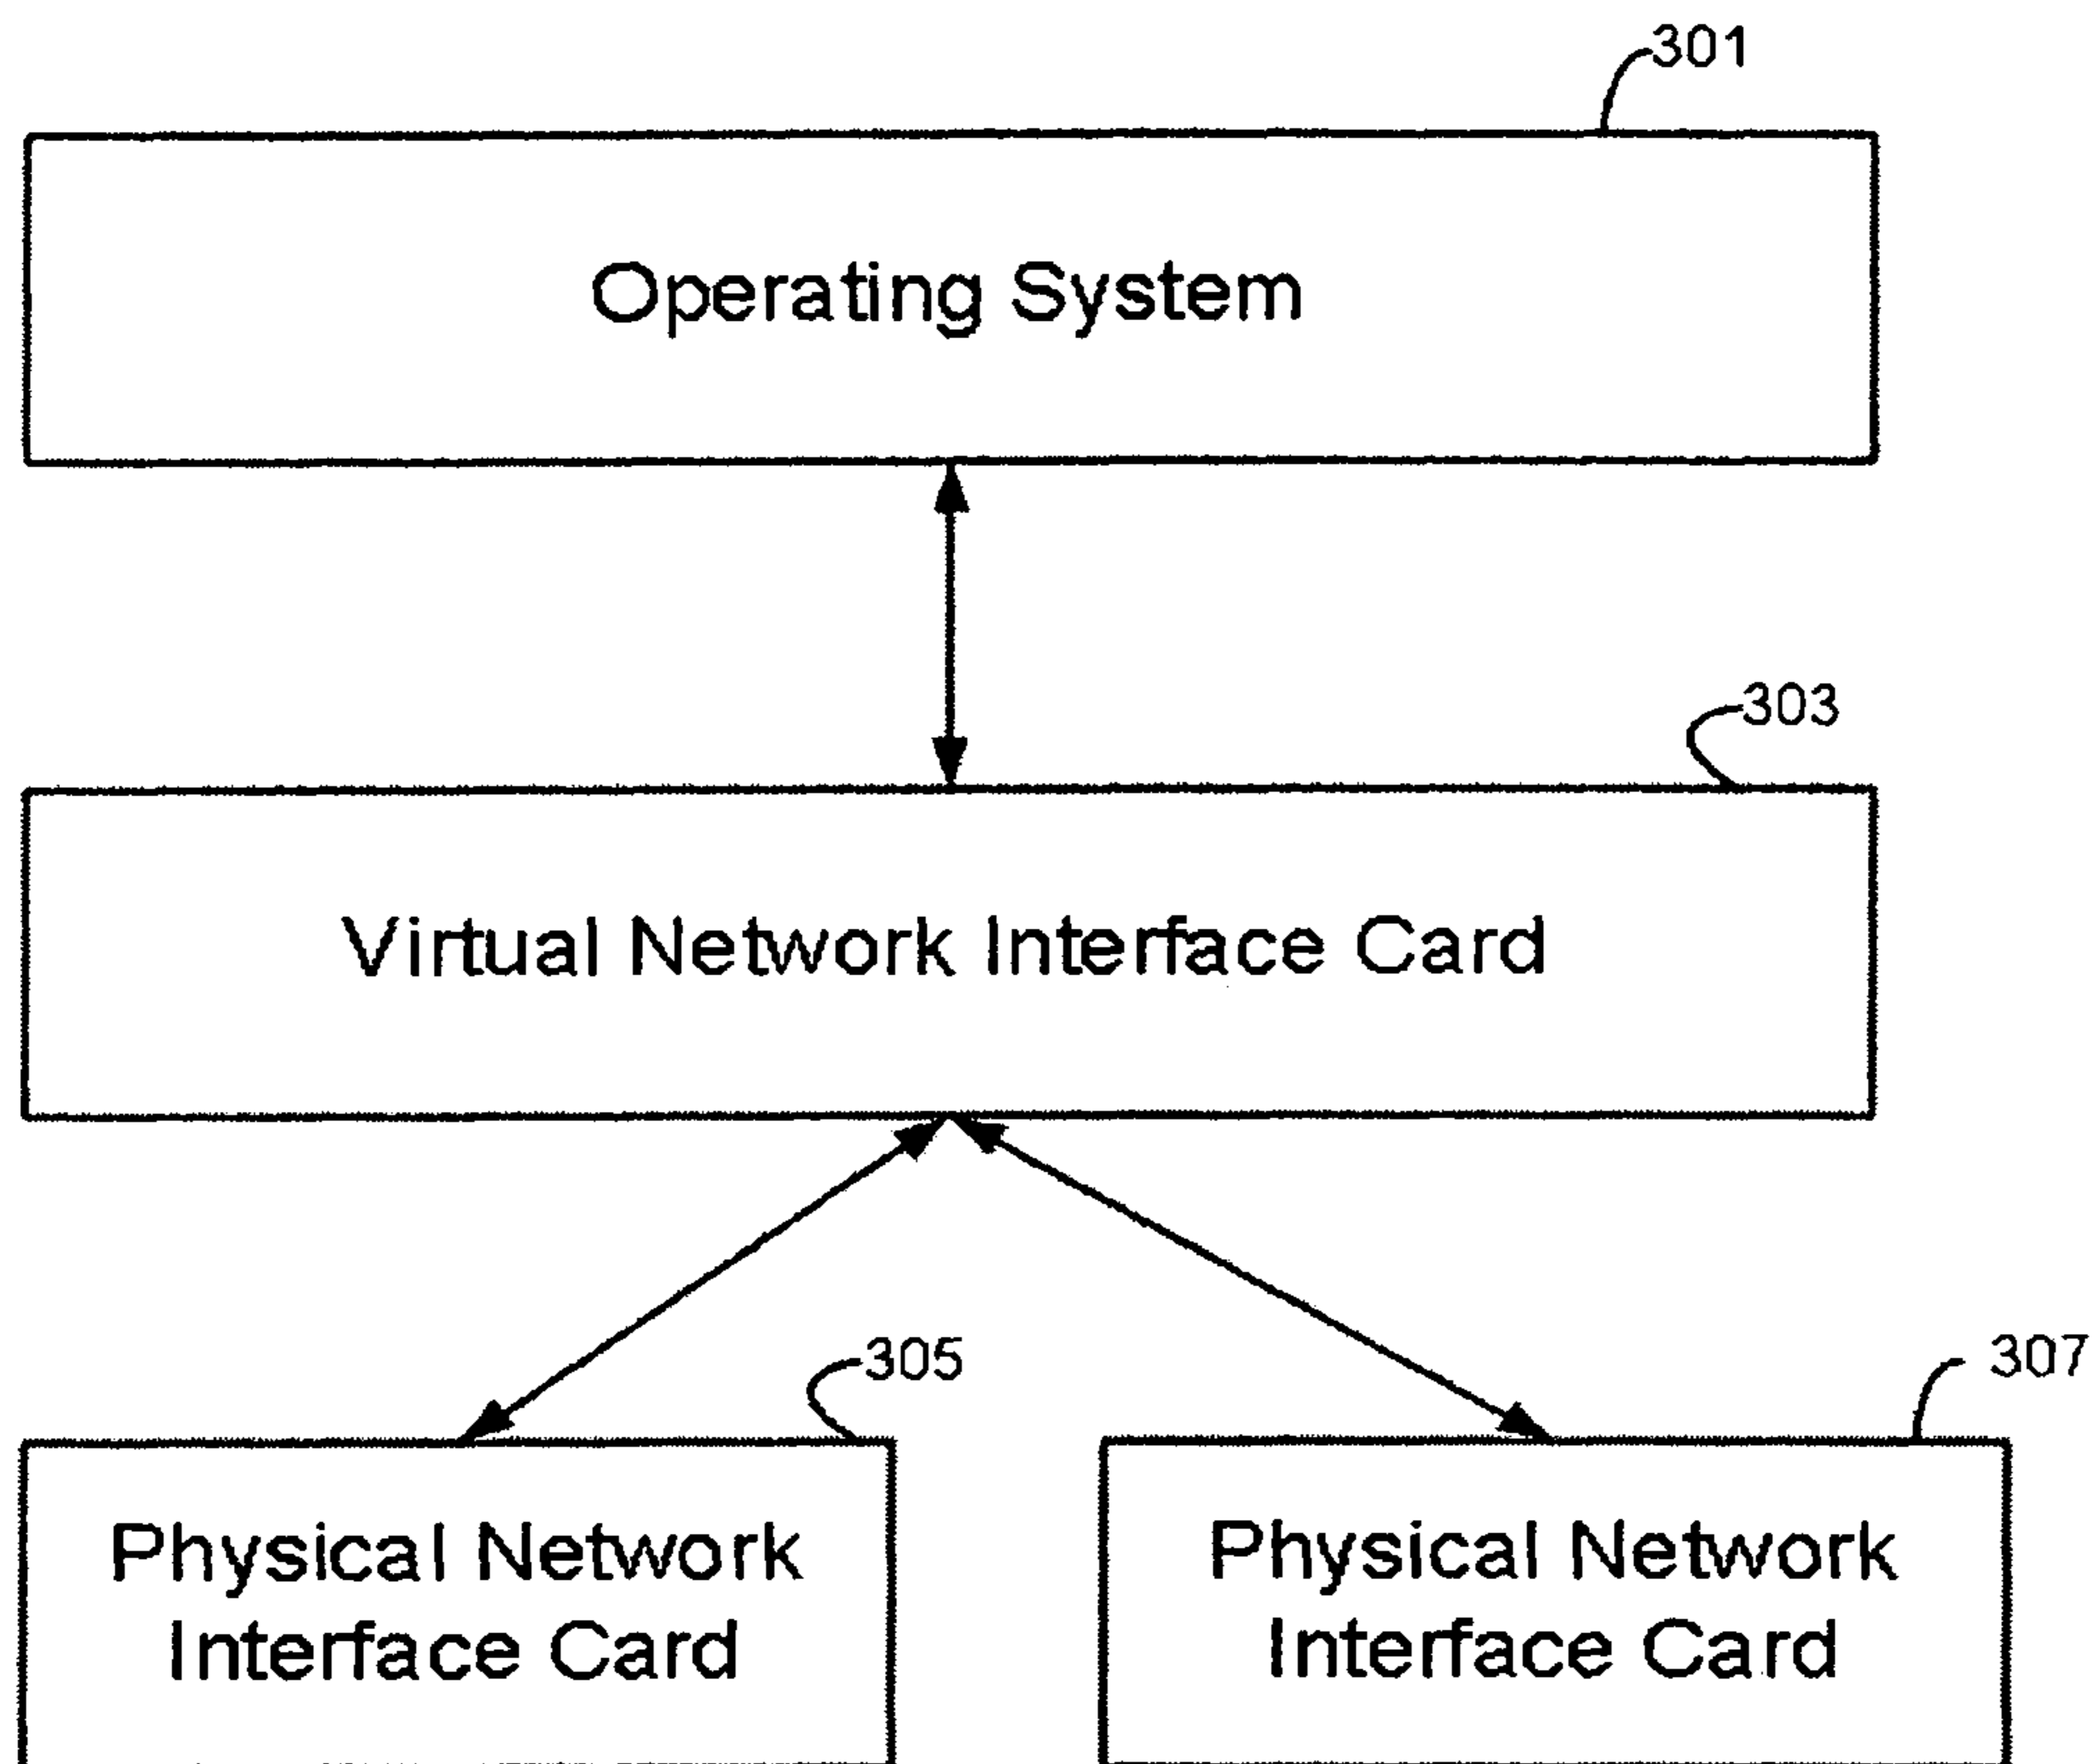 301
Operating System
303
Virtual Network Interface Card
305
307
Physical Network
Interface Card
Physical Network
Interface Card